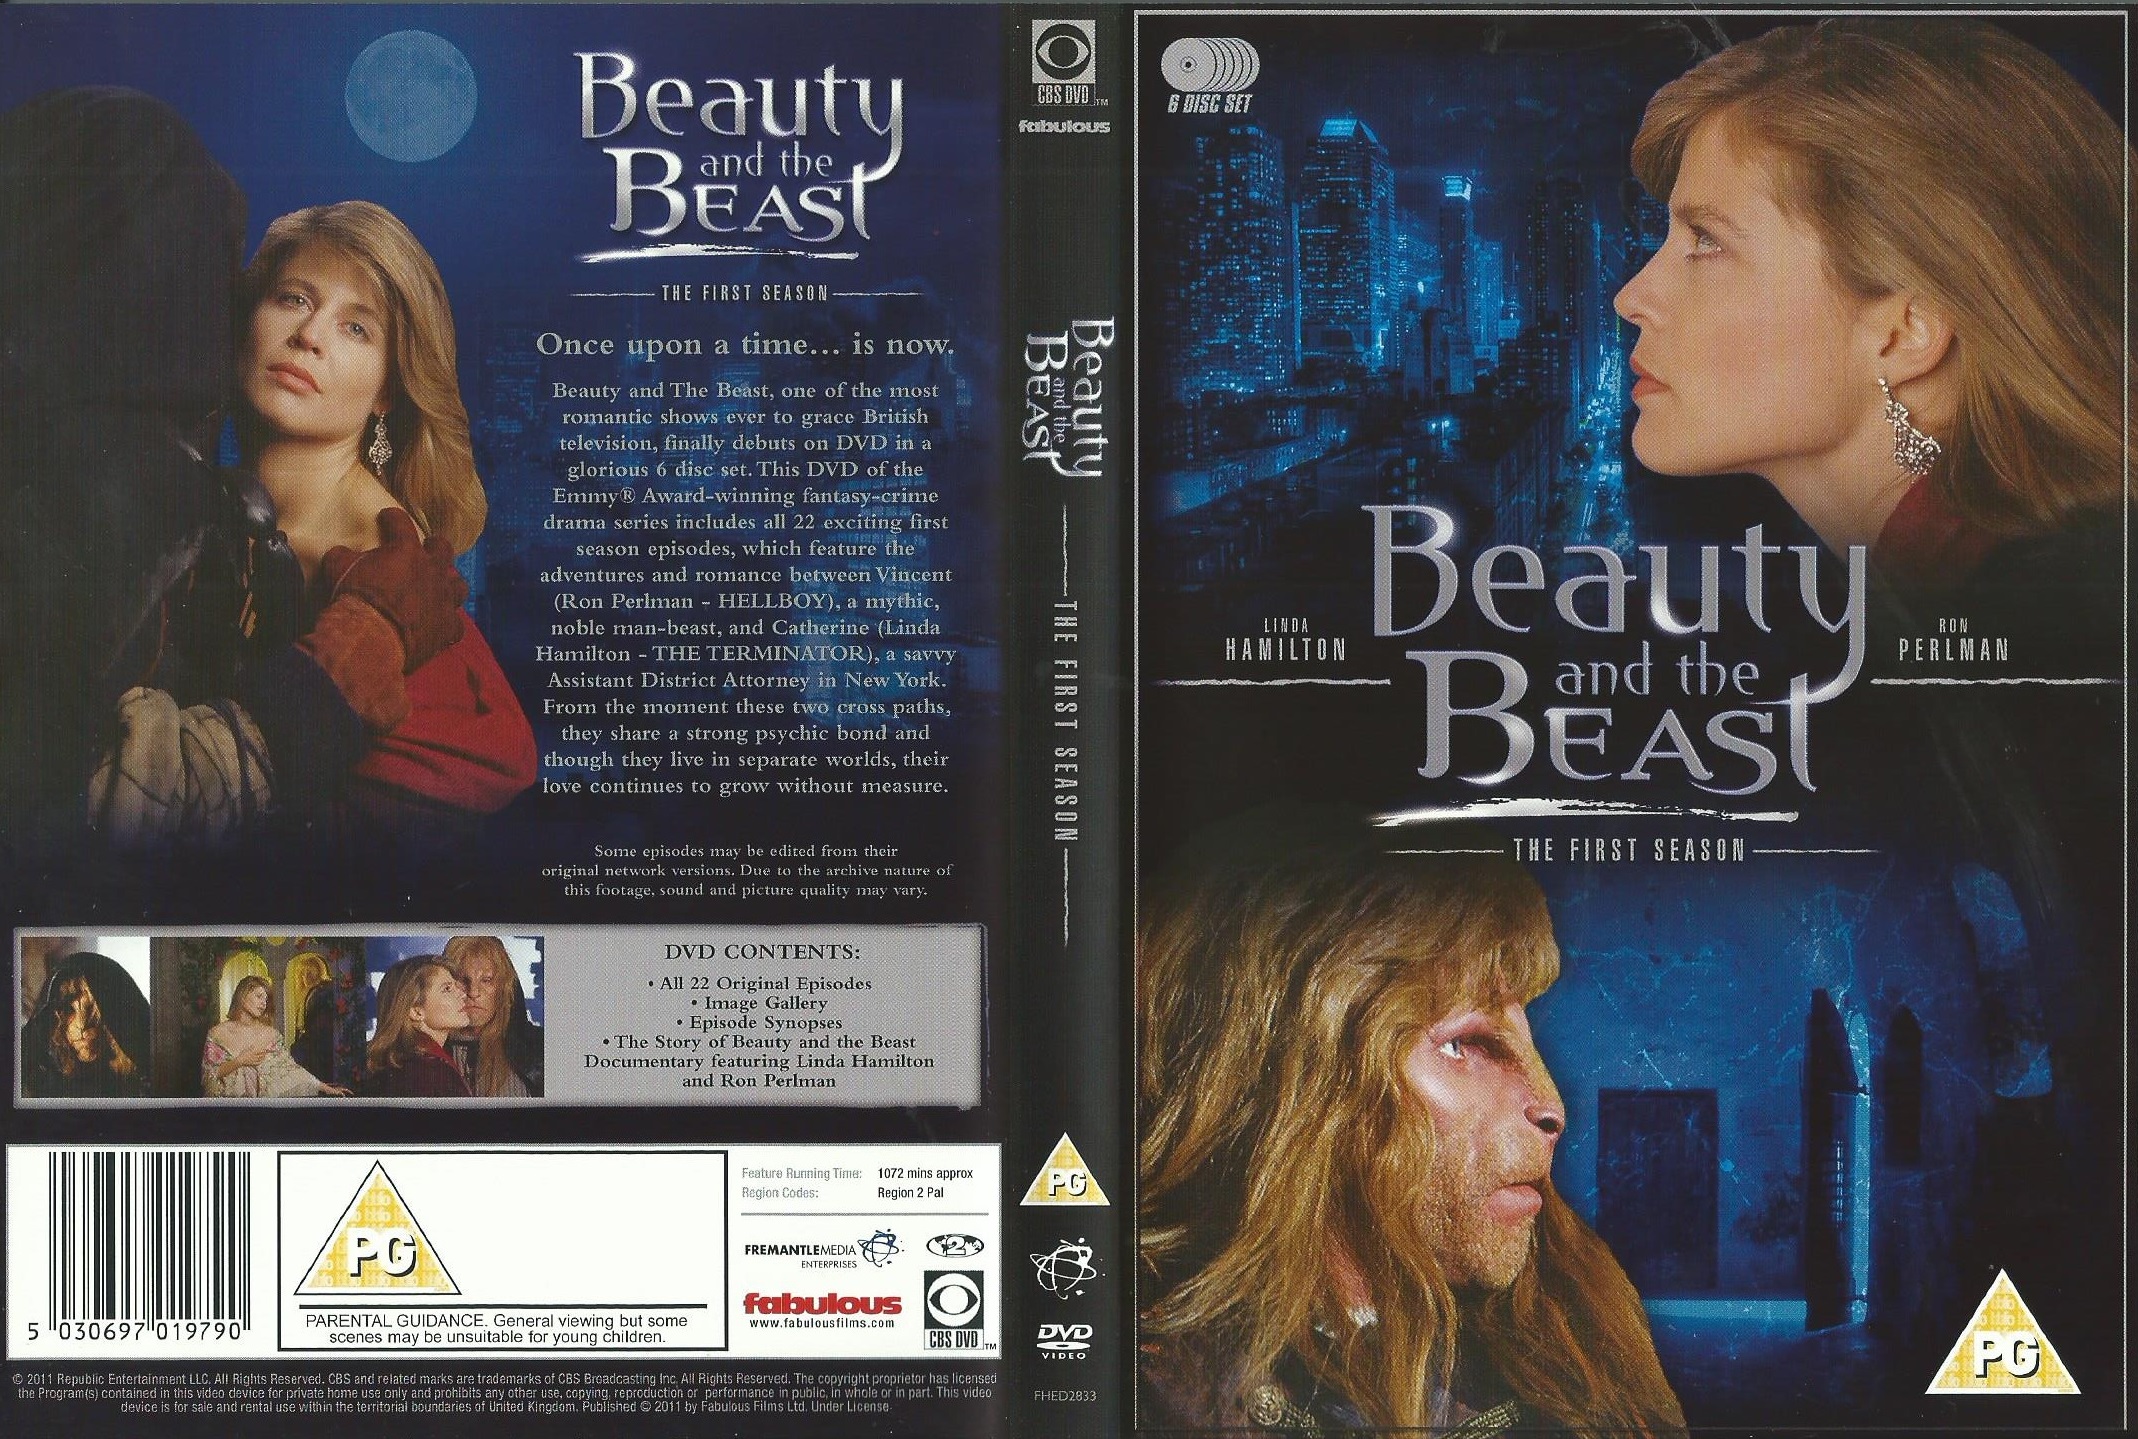 Beauty
and the
BEAST
THE FIRST SEASON
Once upon a time... is now.
Beauty and The Beast, one of the most
romantic shows ever to grace British
television, finally debuts on DVD in a
glorious 6 disc set. This DVD of the
Emmy® Award-winning fantasy-crime
drama series includes all 22 exciting first
season episodes, which feature the
adventures and romance between Vincent
(Ron Perlman - HELLBOY), a mythic,
noble man-beast, and Catherine (Linda
Hamilton - THE TERMINATOR), a savvy
Assistant District Attorney in New York.
From the moment these two cross paths,
they share a strong psychic bond and
though they live in separate worlds, their
love continues to grow without measure.
Some episodes may be edited from their
original network versions. Due to the archive nature of
this footage, sound and picture quality may vary.
DVD CONTENTS:
• All 22 Original Episodes
• Image Gallery
• Episode Synopses
• The Story of Beauty and the Beast
Documentary featuring Linda Hamilton
and Ron Perlman
5 030697 019790
PG
PARENTAL GUIDANCE. General viewing but some
scenes may be unsuitable for young children.
Feature Running Time: 1072 mins approx
Region Codes: Region 2 Pal
FREMANTLEMEDIA
ENTERPRISES
2
fabulous
www.fabulousfilms.com
CBS DVD ™
© 2011 Republic Entertainment LLC. All Rights Reserved. CBS and related marks are trademarks of CBS Broadcasting Inc. All Rights Reserved. The copyright proprietor has licensed
the Program(s) contained in this video device for private home use only and prohibits any other use, copying, reproduction or performance in public, in whole or in part. This video
device is for sale and rental use within the territorial boundaries of United Kingdom. Published © 2011 by Fabulous Films Ltd. Under License.
CBS DVD ™
fabulous
Beauty
and the
BEAST
THE FIRST SEASON
PG
DVD
VIDEO
FHED2833
6 DISC SET
LINDA
HAMILTON
Beauty
and the
BEAST
RON
PERLMAN
THE FIRST SEASON
PG